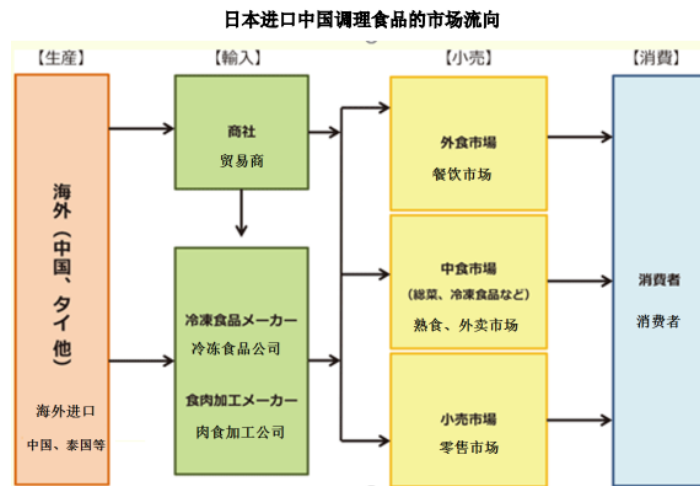 日本进口中国调理食品的市场流向
【生産】
【輸入】
【小売】
【消費】
海外（中国、タイ 他）
海外进口
中国、泰国等
商社
贸易商
冷凍食品メーカー
冷冻食品公司
食肉加工メーカー
肉食加工公司
外食市場
餐饮市场
中食市場
（総菜、冷凍食品など）
熟食、外卖市场
小売市場
零售市场
消費者
消费者